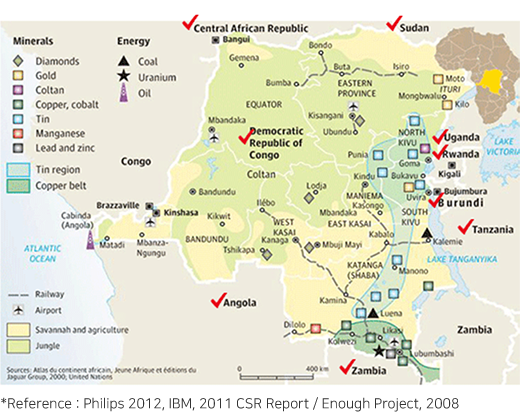 Central African Republic
Sudan
Minerals
Energy
Diamonds
Gold
Coltan
Copper, cobalt
Tin
Manganese
Lead and zinc
Coal
Uranium
Oil
Tin region
Copper belt
Bangui
Gemena
Bondo
Buta
Isiro
Bumba
Moto
ITURI
Mongbwalu
Kilo
EQUATOR
EASTERN
PROVINCE
Mbandaka
Kisangani
Ubundu
Democratic
Republic
of Congo
NORTH
KIVU
Uganda
Rwanda
LAKE
VICTORIA
Congo
Coltan
Punia
Goma
Kigali
Bukavu
Bandundu
Lodja
Kindu
MANIEMA
Uvira
Bujumbura
Burundi
Brazzaville
Kinshasa
Ilébo
Kasongo
SOUTH
KIVU
Cabinda
(Angola)
Kikwit
WEST
KASAI
Mbandaka
EAST KASAI
Tanzania
Matadi
Mbanza-
Ngungu
BANDUNDU
Kanaga
Mbuji Mayi
Kabalo
Kalemie
ATLANTIC
OCEAN
Tshikapa
KATANGA
(SHABA)
Manono
LAKE TANGANYIKA
Railway
Airport
Savannah and agriculture
Jungle
Angola
Kamina
Luena
Dilolo
Kolwezi
Likasi
Lubumbashi
Zambia
Zambia
Sources: Atlas du continent africain, Jeune Afrique et éditions du
Jaguar Group, 2000; United Nations
*Reference : Philips 2012, IBM, 2011 CSR Report / Enough Project, 2008